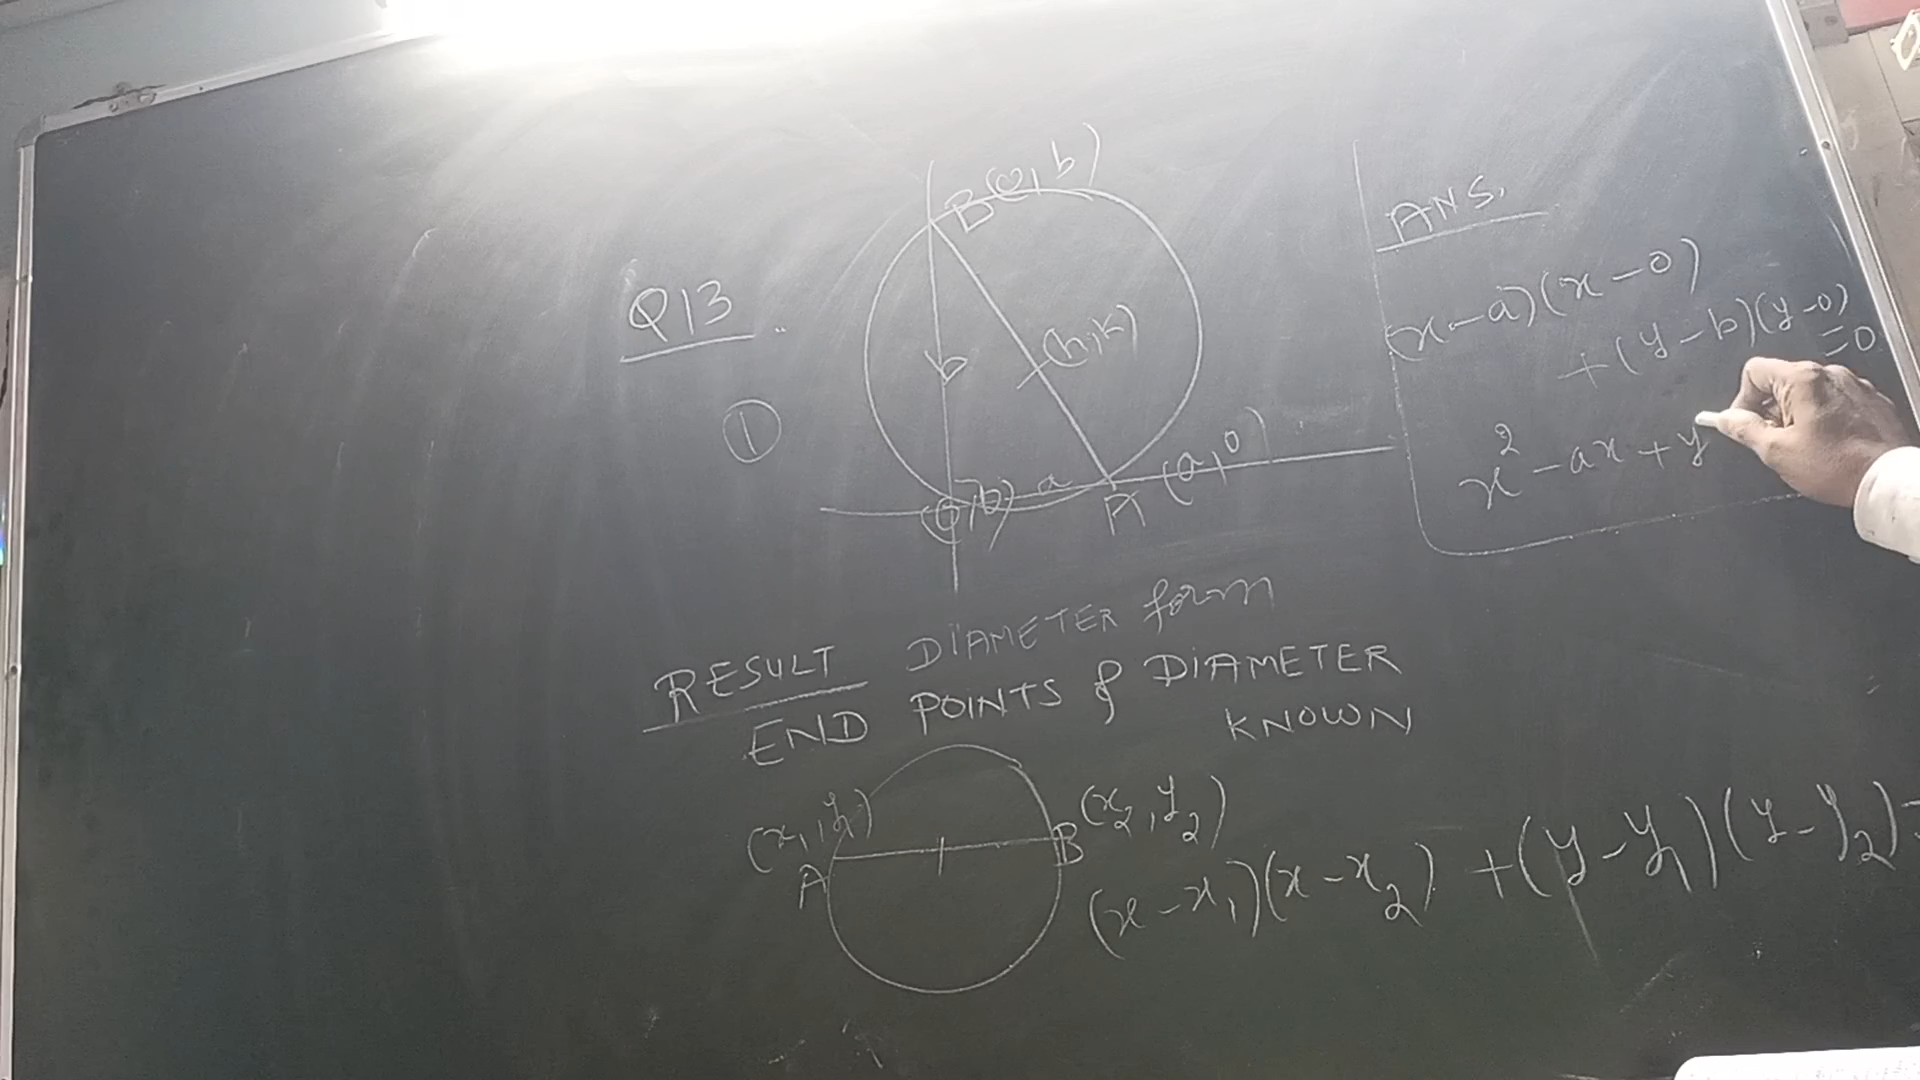 B(0,b)
Q13
(h,k)
b
①
(0,0)
a
A
(a,0)
ANS.
(x-a)(x-0)
+(y-b)(y-0)
=0
x²-ax+y
RESULT DIAMETER form
END POINTS of DIAMETER
KNOWN
(x₁,y₁)
A
B
(x₂,y₂)
(x-x₁)(x-x₂) +(y-y₁)(y-y₂)=